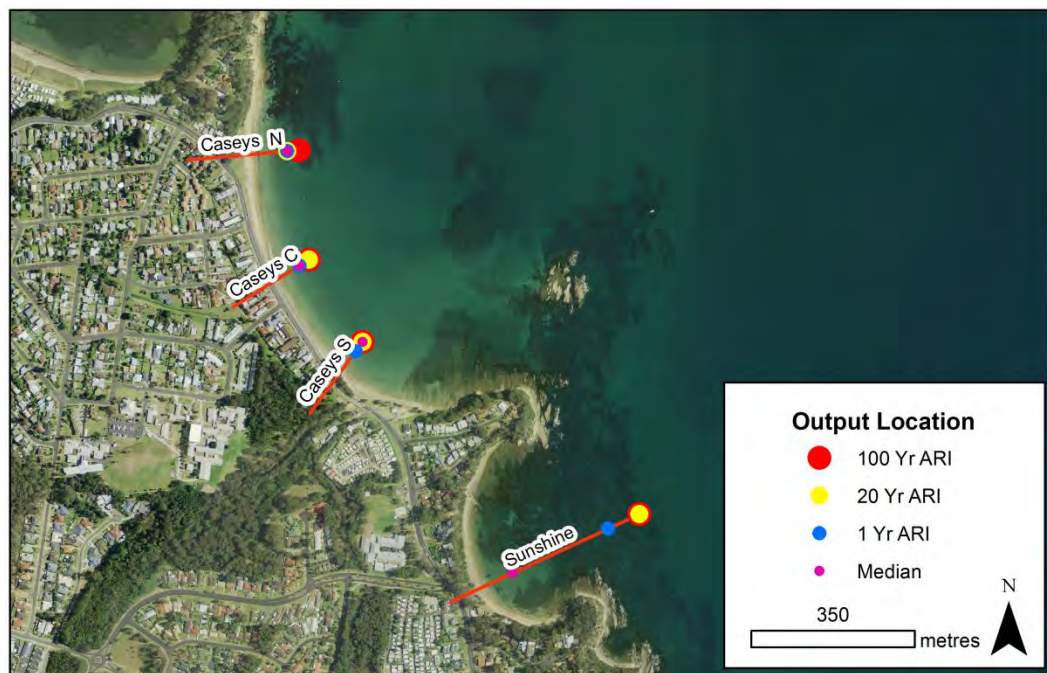 Caseys N
Caseys C
Caseys S
Sunshine
Output Location
100 Yr ARI
20 Yr ARI
1 Yr ARI
Median
N
350
metres